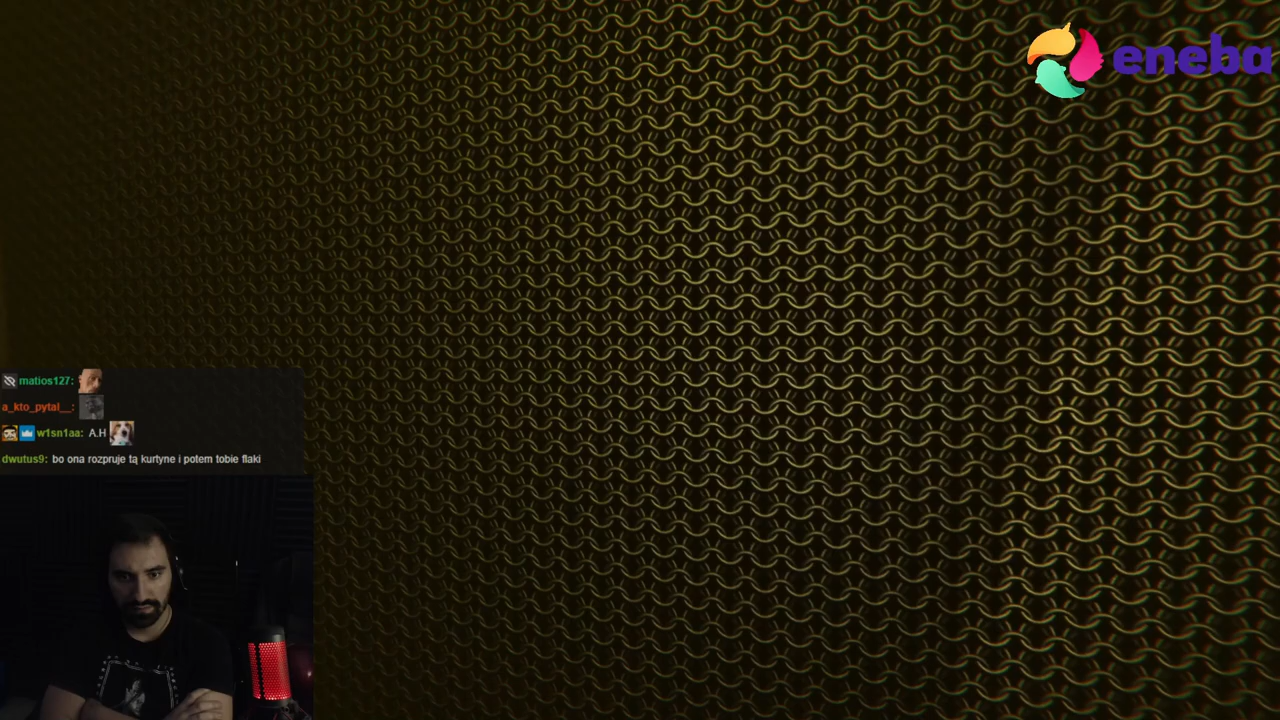 eneba
matios127:
a_kto_pytal__:
w1sn1aa: A.H
dwutus9: bo ona rozpruje tą kurtyne i potem tobie flaki